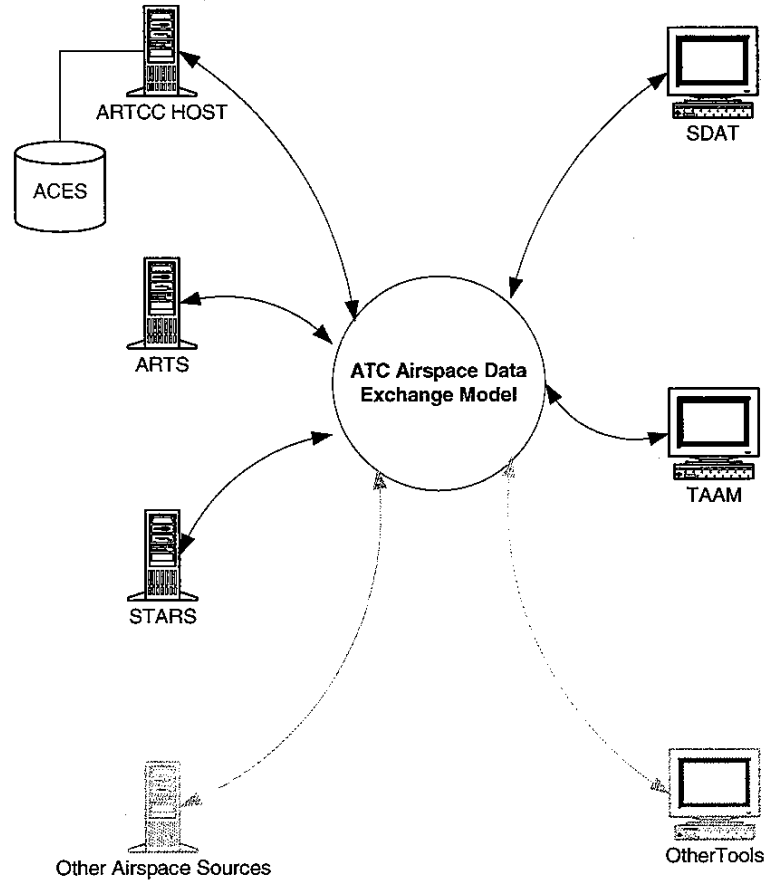 ARTCC HOST
SDAT
ACES
ARTS
ATC Airspace Data
Exchange Model
TAAM
STARS
Other Airspace Sources
OtherTools